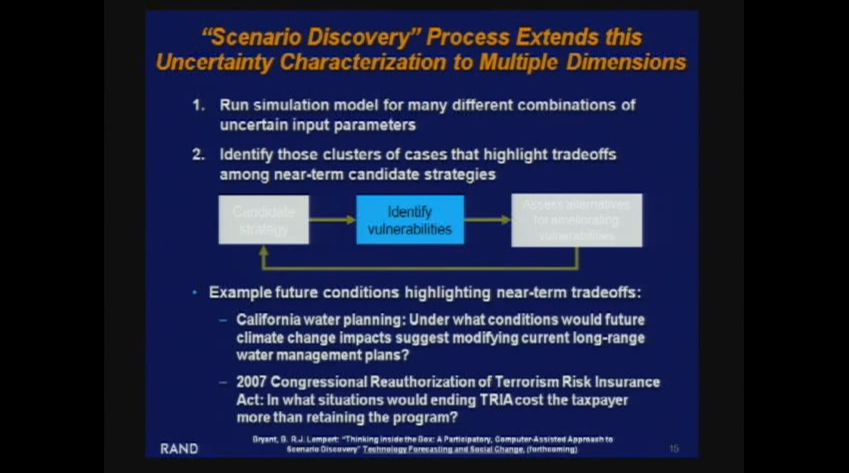 “Scenario Discovery” Process Extends this
Uncertainty Characterization to Multiple Dimensions
1. Run simulation model for many different combinations of
uncertain input parameters
2. Identify those clusters of cases that highlight tradeoffs
among near-term candidate strategies
Candidate
strategy
Identify
vulnerabilities
Assess alternatives
for ameliorating
vulnerabilities
• Example future conditions highlighting near-term tradeoffs:
– California water planning: Under what conditions would future
climate change impacts suggest modifying current long-range
water management plans?
– 2007 Congressional Reauthorization of Terrorism Risk Insurance
Act: In what situations would ending TRIA cost the taxpayer
more than retaining the program?
Bryant, B. R.J. Lempert: “Thinking Inside the Box: A Participatory, Computer-Assisted Approach to
Scenario Discovery” Technology Forecasting and Social Change, (forthcoming)
RAND
15